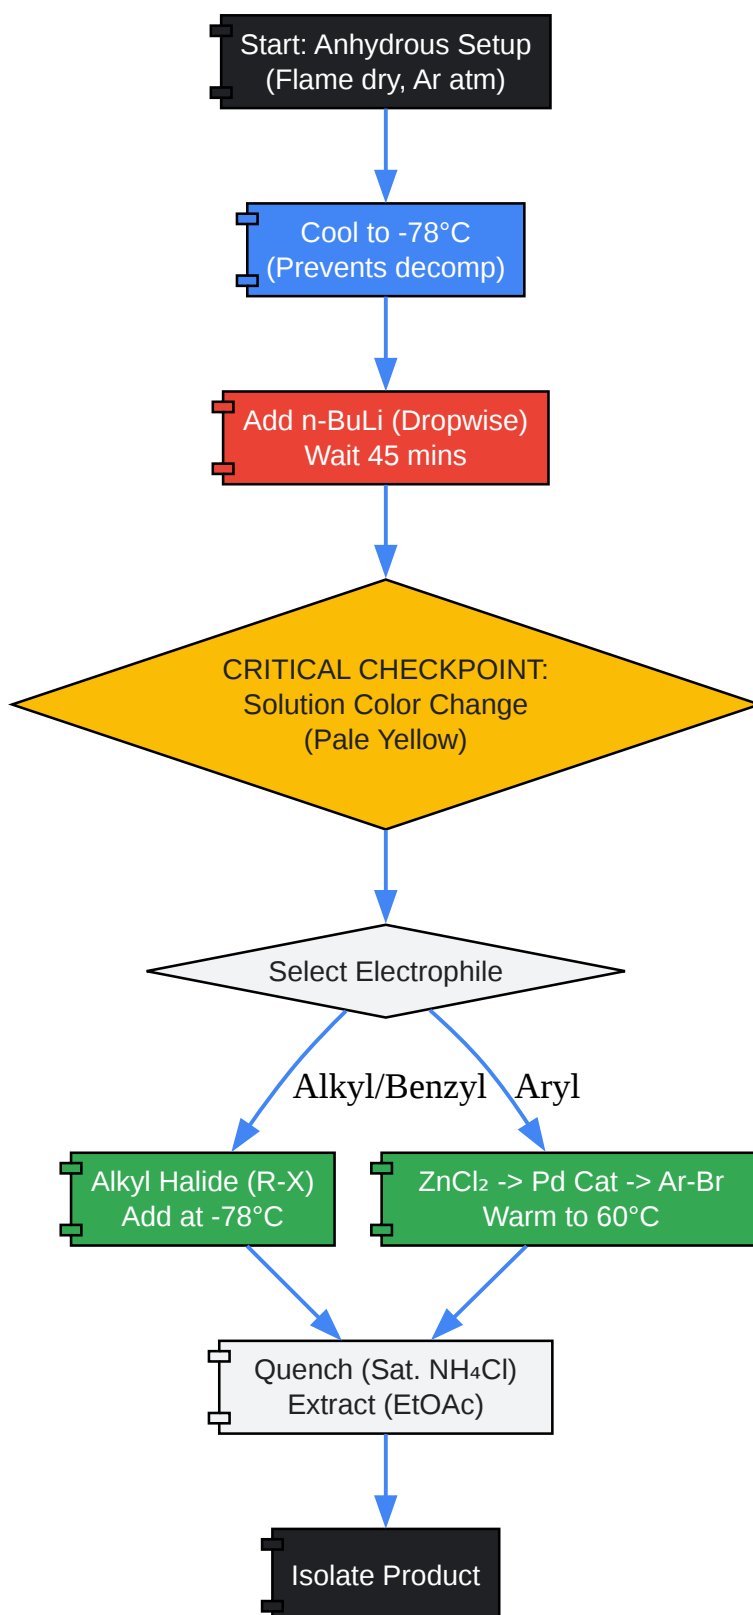 Start: Anhydrous Setup
(Flame dry, Ar atm)
Cool to -78°C
(Prevents decomp)
Add n-BuLi (Dropwise)
Wait 45 mins
CRITICAL CHECKPOINT:
Solution Color Change
(Pale Yellow)
Select Electrophile
Alkyl/Benzyl
Aryl
Alkyl Halide (R-X)
Add at -78°C
ZnCl₂ -> Pd Cat -> Ar-Br
Warm to 60°C
Quench (Sat. NH₄Cl)
Extract (EtOAc)
Isolate Product